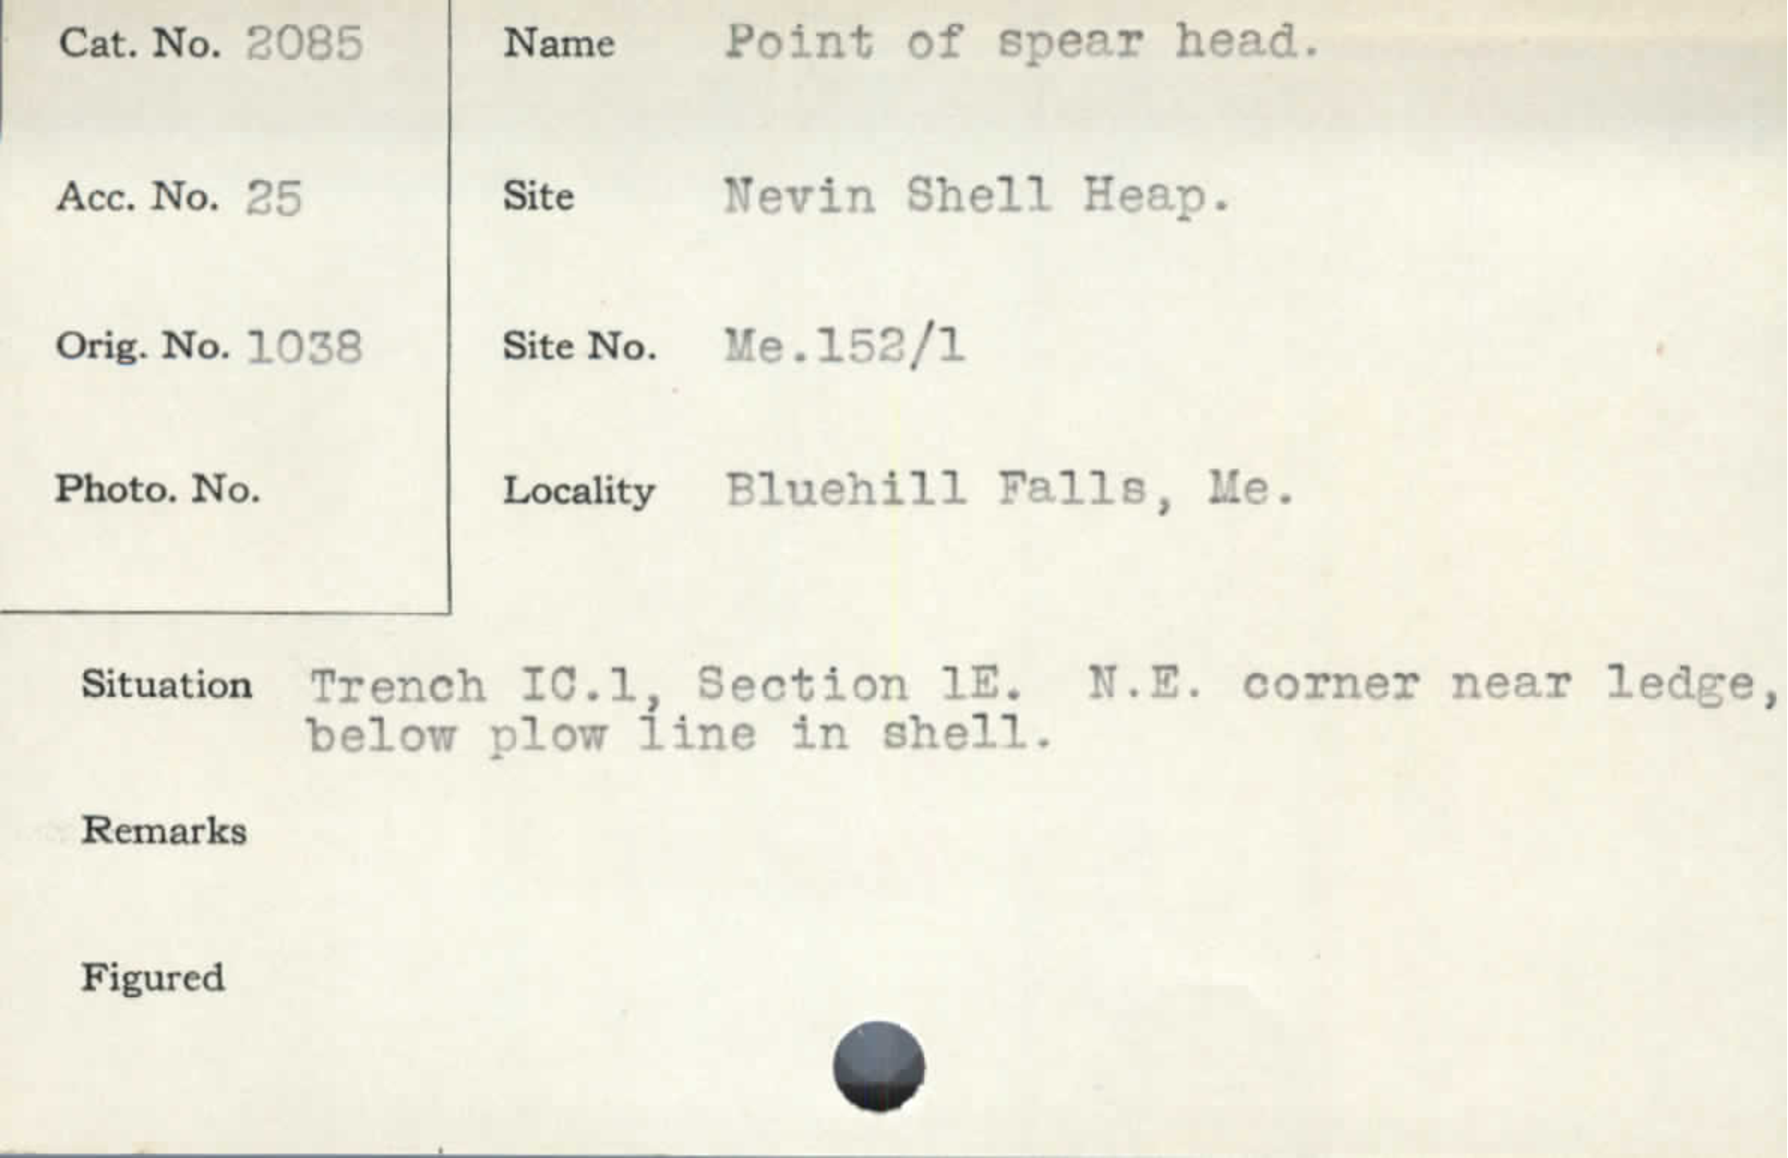 Cat. No. 2085
Name Point of spear head.
Acc. No. 25
Site Nevin Shell Heap.
Orig. No. 1038
Site No. Me.152/1
Photo. No.
Locality Bluehill Falls, Me.
Situation Trench IC.1, Section 1E. N.E. corner near ledge,
below plow line in shell.
Remarks
Figured